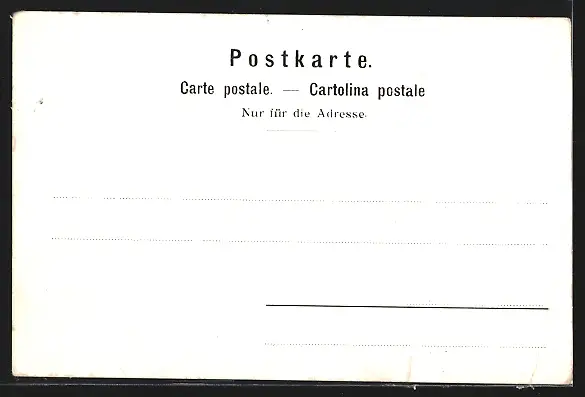 Postkarte.
Carte postale. — Cartolina postale
Nur für die Adresse.